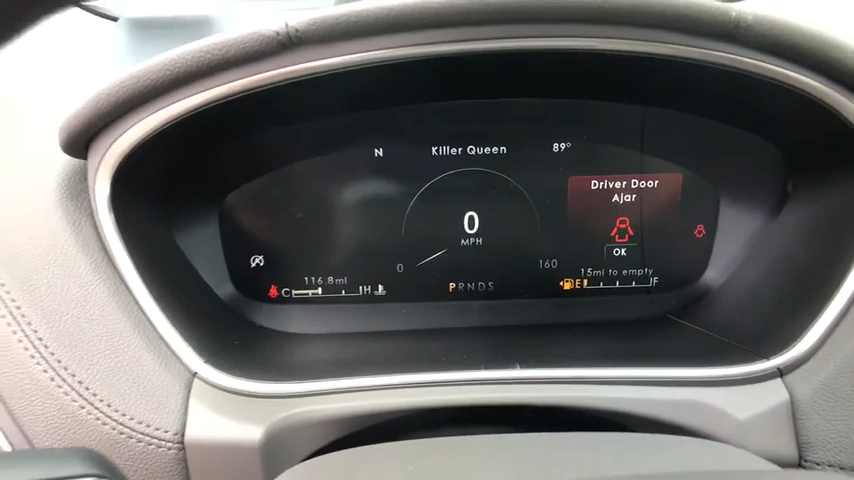 N Killer Queen 89°
Driver Door
Ajar
0
MPH
OK
0 160
116.8mi
15mi to empty
C H PRNDS E F